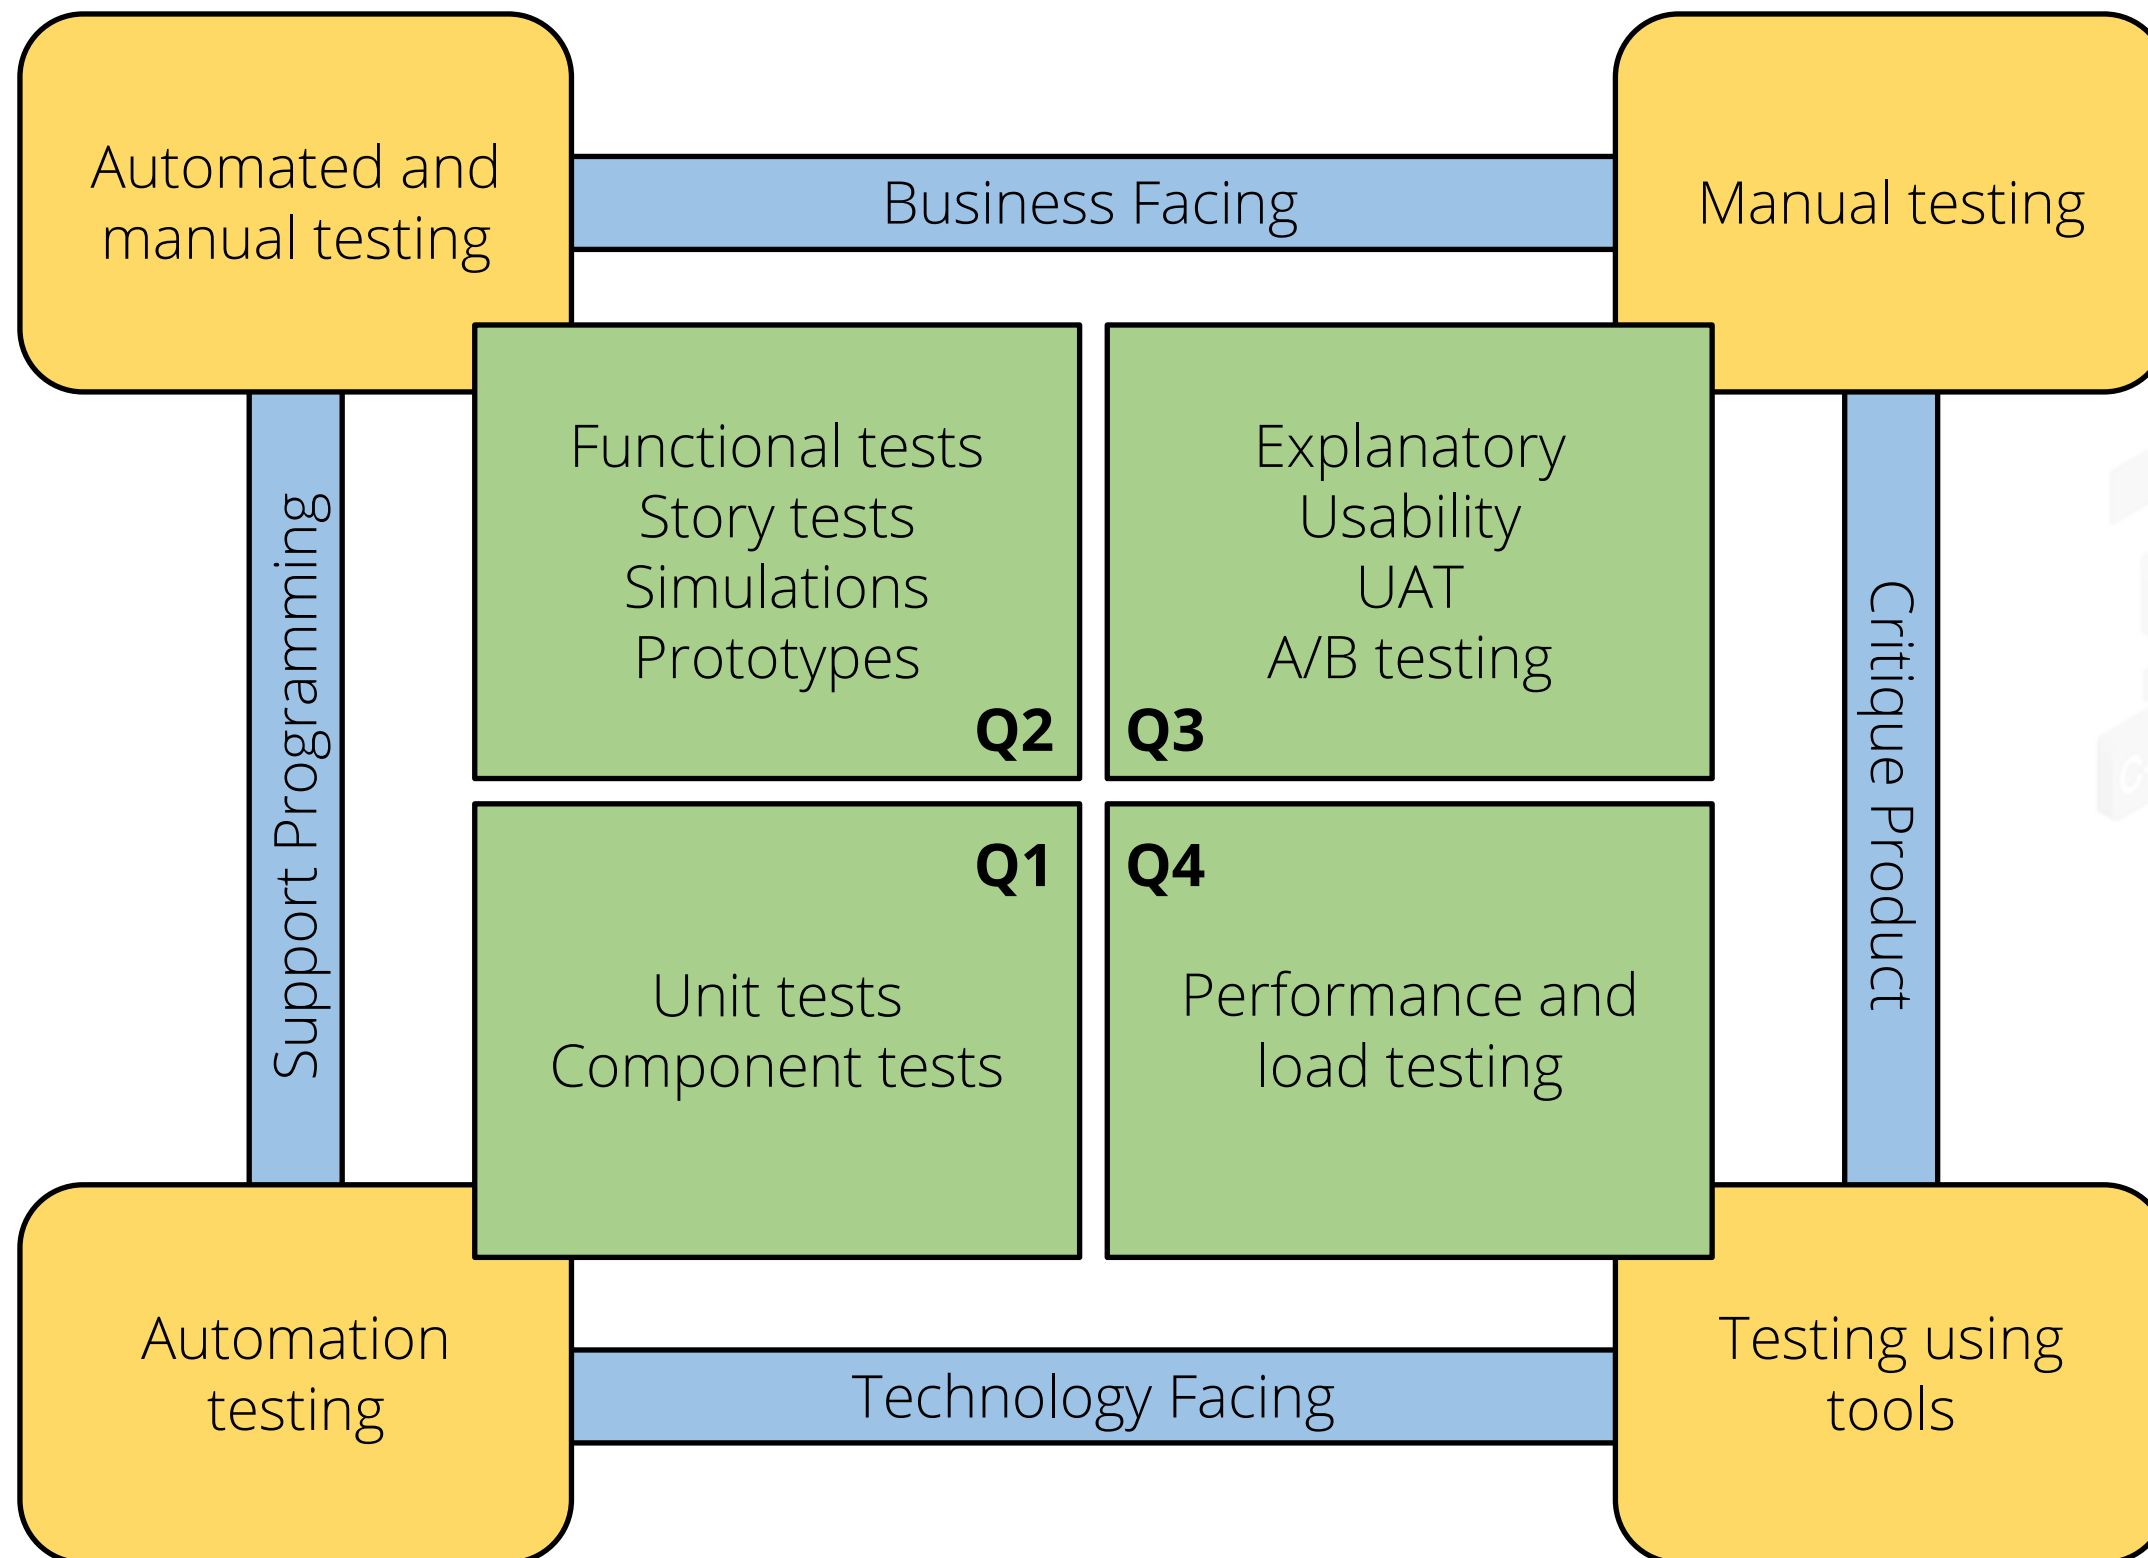 Automated and
manual testing
Business Facing
Manual testing
Support Programming
Functional tests
Story tests
Simulations
Prototypes
Q2
Explanatory
Usability
UAT
A/B testing
Q3
Critique Product
Q1
Unit tests
Component tests
Q4
Performance and
load testing
Automation
testing
Technology Facing
Testing using
tools